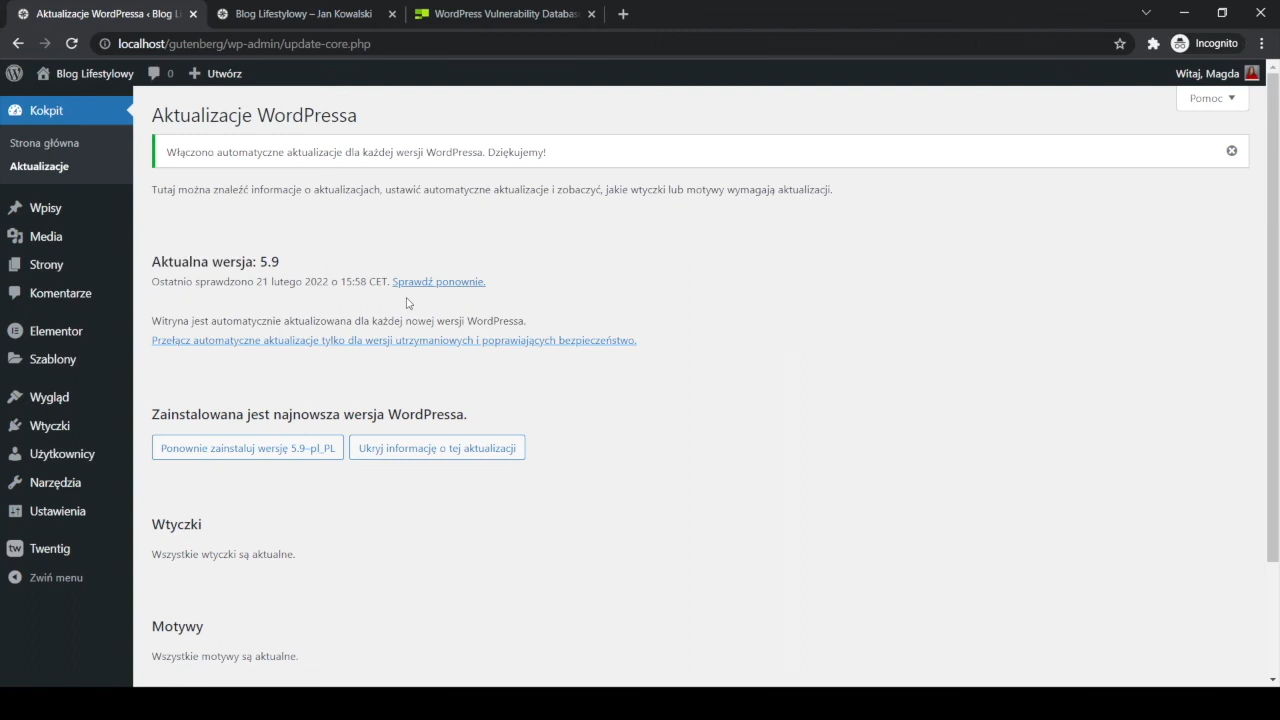 Aktualizacje WordPressa ‹ Blog L
Blog Lifestylowy – Jan Kowalski
WordPress Vulnerability Databas
localhost/gutenberg/wp-admin/update-core.php
Incognito
Blog Lifestylowy
0
Utwórz
Witaj, Magda
Kokpit
Strona główna
Aktualizacje
Wpisy
Media
Strony
Komentarze
Elementor
Szablony
Wygląd
Wtyczki
Użytkownicy
Narzędzia
Ustawienia
tw Twentig
Zwiń menu
Pomoc
Aktualizacje WordPressa
Włączono automatyczne aktualizacje dla każdej wersji WordPressa. Dziękujemy!
Tutaj można znaleźć informacje o aktualizacjach, ustawić automatyczne aktualizacje i zobaczyć, jakie wtyczki lub motywy wymagają aktualizacji.
Aktualna wersja: 5.9
Ostatnio sprawdzono 21 lutego 2022 o 15:58 CET. Sprawdź ponownie.
Witryna jest automatycznie aktualizowana dla każdej nowej wersji WordPressa.
Przełącz automatyczne aktualizacje tylko dla wersji utrzymaniowych i poprawiających bezpieczeństwo.
Zainstalowana jest najnowsza wersja WordPressa.
Ponownie zainstaluj wersję 5.9–pl_PL
Ukryj informację o tej aktualizacji
Wtyczki
Wszystkie wtyczki są aktualne.
Motywy
Wszystkie motywy są aktualne.